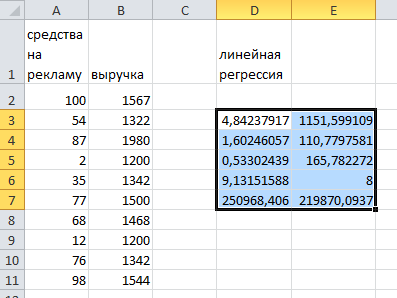 A B C D E
средства
на
рекламу выручка линейная
регрессия
1
2 100 1567
3 54 1322 4,84237917 1151,599109
4 87 1980 1,60246057 110,7797581
5 2 1200 0,53302439 165,782272
6 35 1342 9,13151588 8
7 77 1500 250968,406 219870,0937
8 68 1468
9 12 1200
10 76 1342
11 98 1544